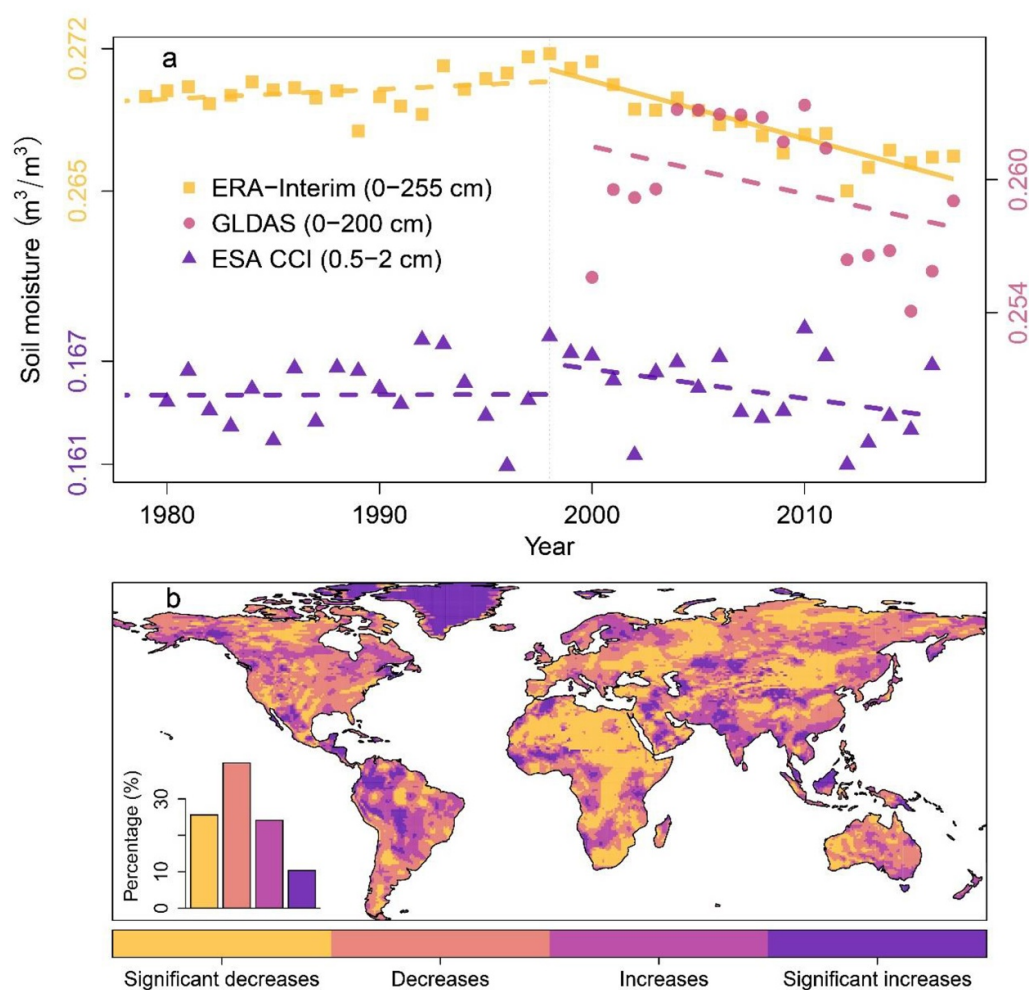 a
0.272
0.265
0.167
0.161
Soil moisture (m³/m³)
ERA−Interim (0−255 cm)
GLDAS (0−200 cm)
ESA CCI (0.5−2 cm)
0.260
0.254
1980 1990 2000 2010
Year
b
Percentage (%)
30
10
0
Significant decreases Decreases Increases Significant increases